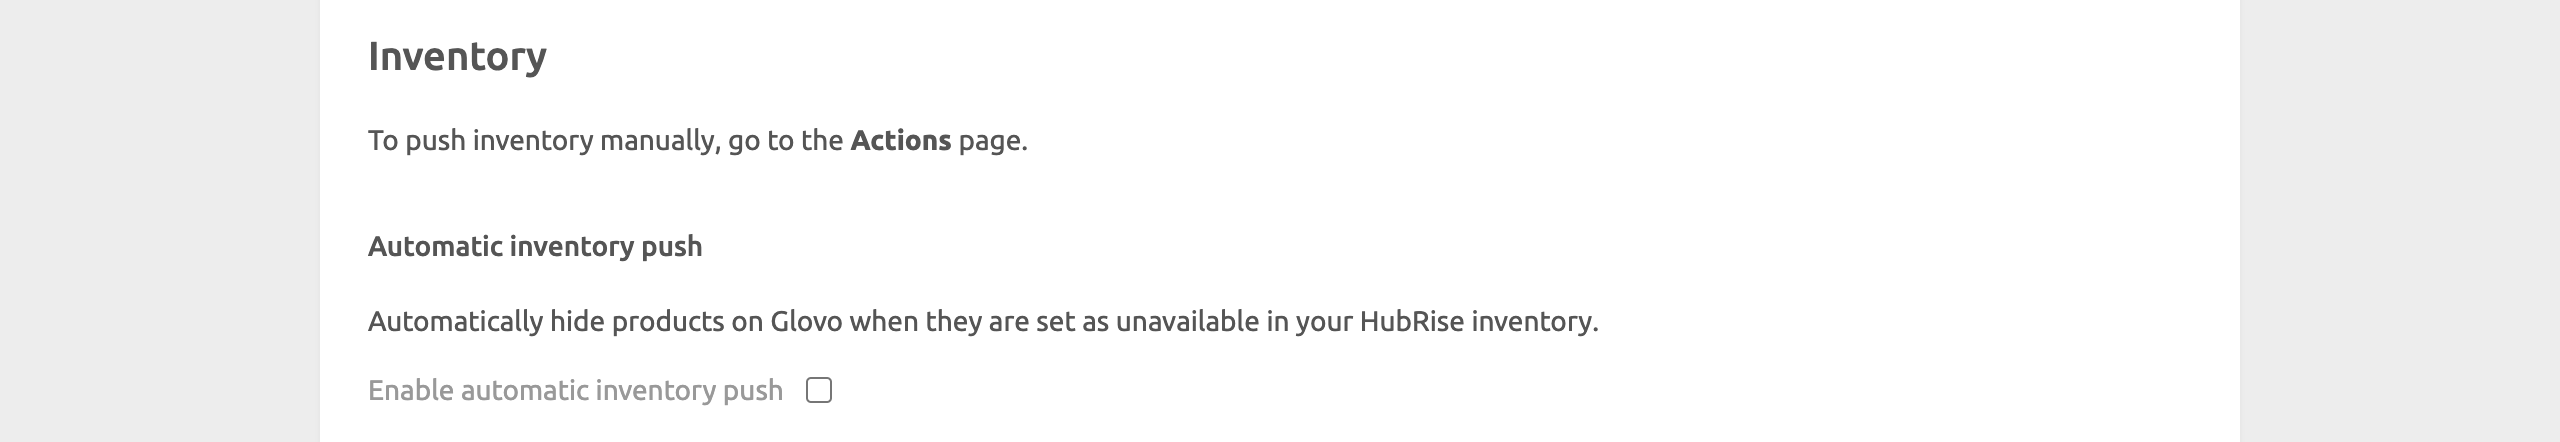 Inventory
To push inventory manually, go to the Actions page.
Automatic inventory push
Automatically hide products on Glovo when they are set as unavailable in your HubRise inventory.
Enable automatic inventory push